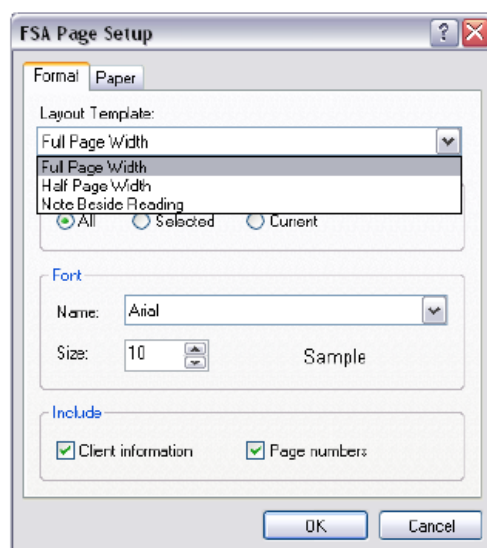 FSA Page Setup
Format Paper
Layout Template:
Full Page Width
Full Page Width
Half Page Width
Note Beside Reading
All Selected Current
Font
Name: Arial
Size: 10 Sample
Include
Client information Page numbers
OK Cancel